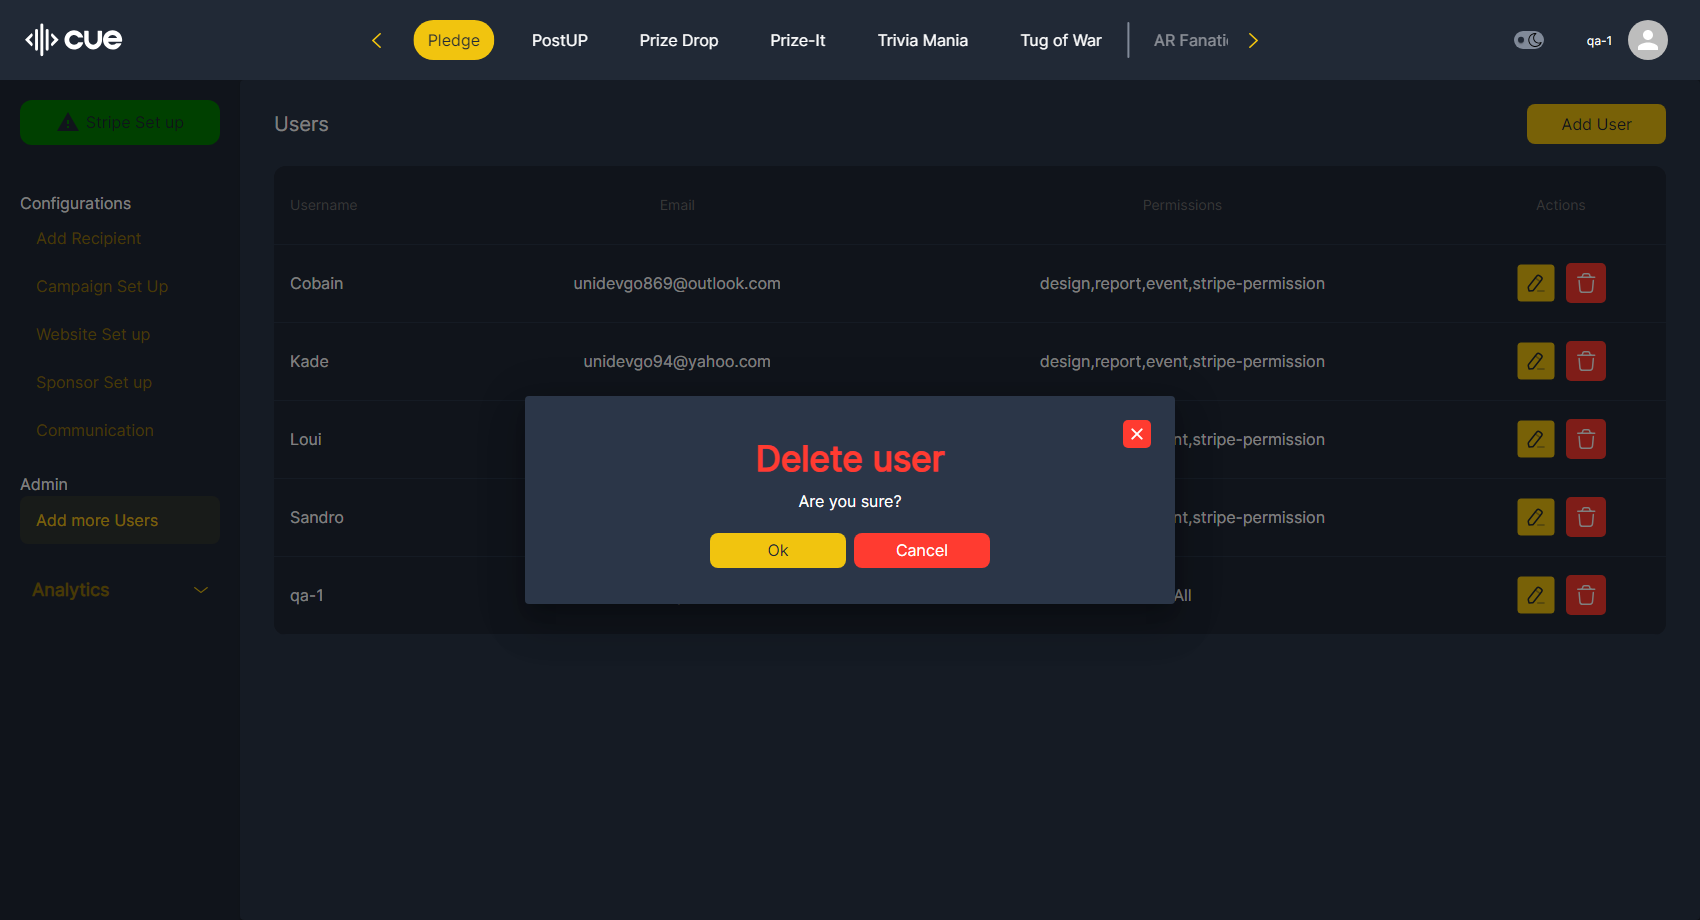 cue
Pledge PostUP Prize Drop Prize-It Trivia Mania Tug of War AR Fanati
qa-1
Stripe Set up
Configurations
Add Recipient
Campaign Set Up
Website Set up
Sponsor Set up
Communication
Admin
Add more Users
Analytics
Users
Add User
Username Email Permissions Actions
Cobain unidevgo869@outlook.com design,report,event,stripe-permission
Kade unidevgo94@yahoo.com design,report,event,stripe-permission
Loui nt,stripe-permission
Sandro nt,stripe-permission
qa-1 All
Delete user
Are you sure?
Ok Cancel